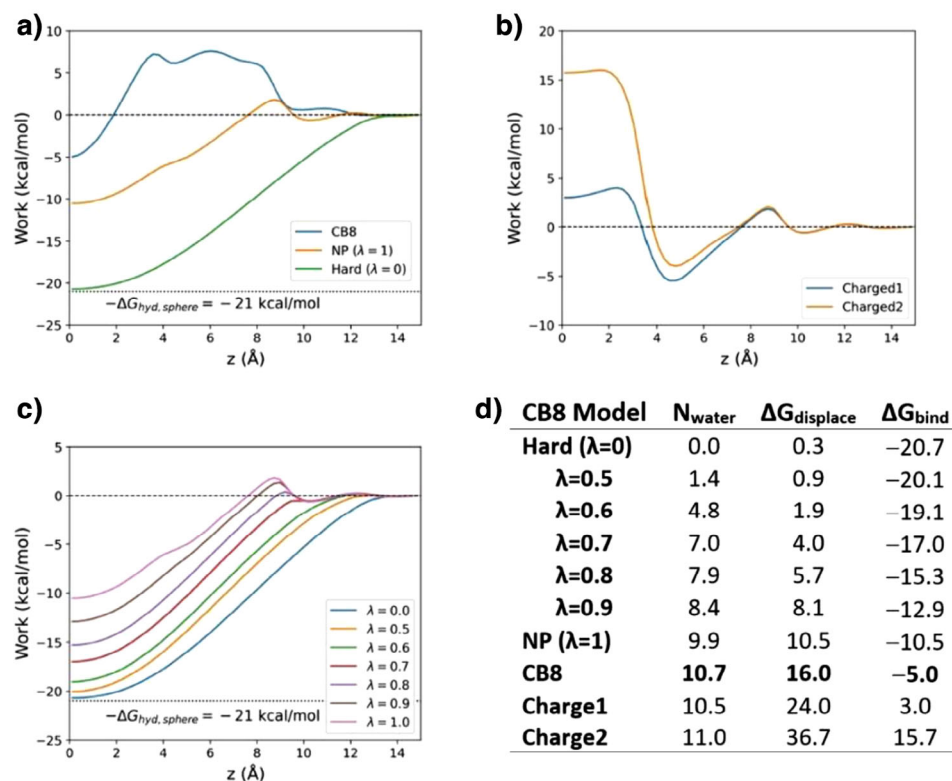 a)
10
5
0
−5
−10
−15
−20
−25
Work (kcal/mol)
CB8
NP (λ = 1)
Hard (λ = 0)
−ΔG_hyd, sphere = − 21 kcal/mol
0 2 4 6 8 10 12 14
z (Å)
b)
20
15
10
5
0
−5
−10
Work (kcal/mol)
Charged1
Charged2
0 2 4 6 8 10 12 14
z (Å)
c)
5
0
−5
−10
−15
−20
−25
Work (kcal/mol)
λ = 0.0
λ = 0.5
λ = 0.6
λ = 0.7
λ = 0.8
λ = 0.9
λ = 1.0
−ΔG_hyd, sphere = − 21 kcal/mol
0 2 4 6 8 10 12 14
z (Å)
d)
CB8 Model N_water ΔG_displace ΔG_bind
Hard (λ=0) 0.0 0.3 −20.7
λ=0.5 1.4 0.9 −20.1
λ=0.6 4.8 1.9 −19.1
λ=0.7 7.0 4.0 −17.0
λ=0.8 7.9 5.7 −15.3
λ=0.9 8.4 8.1 −12.9
NP (λ=1) 9.9 10.5 −10.5
CB8 10.7 16.0 −5.0
Charge1 10.5 24.0 3.0
Charge2 11.0 36.7 15.7